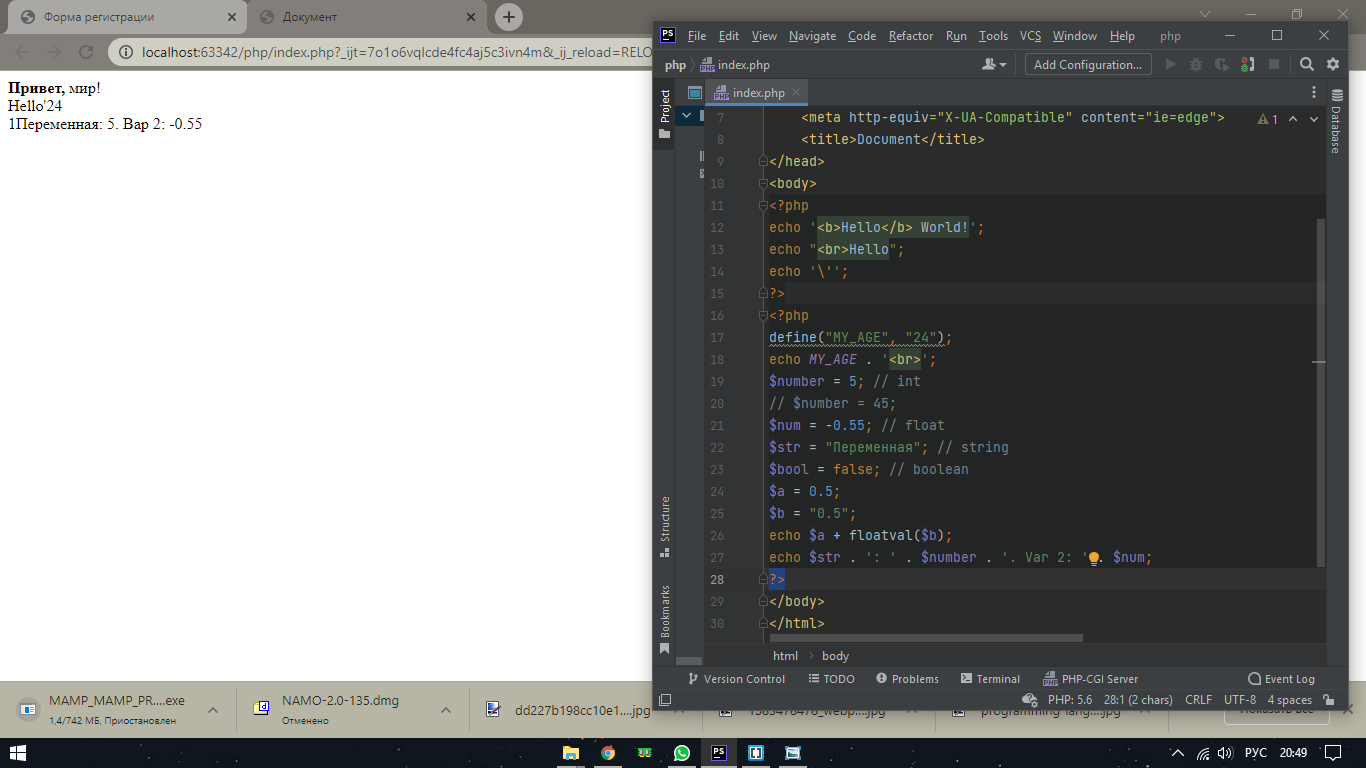 Форма регистрации
Документ
localhost:63342/php/index.php?_ijt=7o1o6vqlcde4fc4aj5c3ivn4m&_ij_reload=RELO
Привет, мир!
Hello'24
1Переменная: 5. Вар 2: -0.55
PS File Edit View Navigate Code Refactor Run Tools VCS Window Help php
php index.php Add Configuration...
Project
index.php
Database
7 <meta http-equiv="X-UA-Compatible" content="ie=edge"> 1
8 <title>Document</title>
9 </head>
10 <body>
11 <?php
12 echo '<b>Hello</b> World!';
13 echo "<br>Hello";
14 echo '\'';
15 ?>
16 <?php
17 define("MY_AGE", "24");
18 echo MY_AGE . '<br>';
19 $number = 5; // int
20 // $number = 45;
21 $num = -0.55; // float
22 $str = "Переменная"; // string
23 $bool = false; // boolean
24 $a = 0.5;
25 $b = "0.5";
26 echo $a + floatval($b);
27 echo $str . ': ' . $number . '. Var 2: ' . $num;
28 ?>
29 </body>
30 </html>
Structure
Bookmarks
html body
Version Control TODO Problems Terminal PHP-CGI Server Event Log
PHP: 5.6 28:1 (2 chars) CRLF UTF-8 4 spaces
MAMP_MAMP_PR....exe
1,4/742 МБ, Приостановлен
NAMO-2.0-135.dmg
Отменено
dd227b198cc10e1....jpg
PS
РУС 20:49